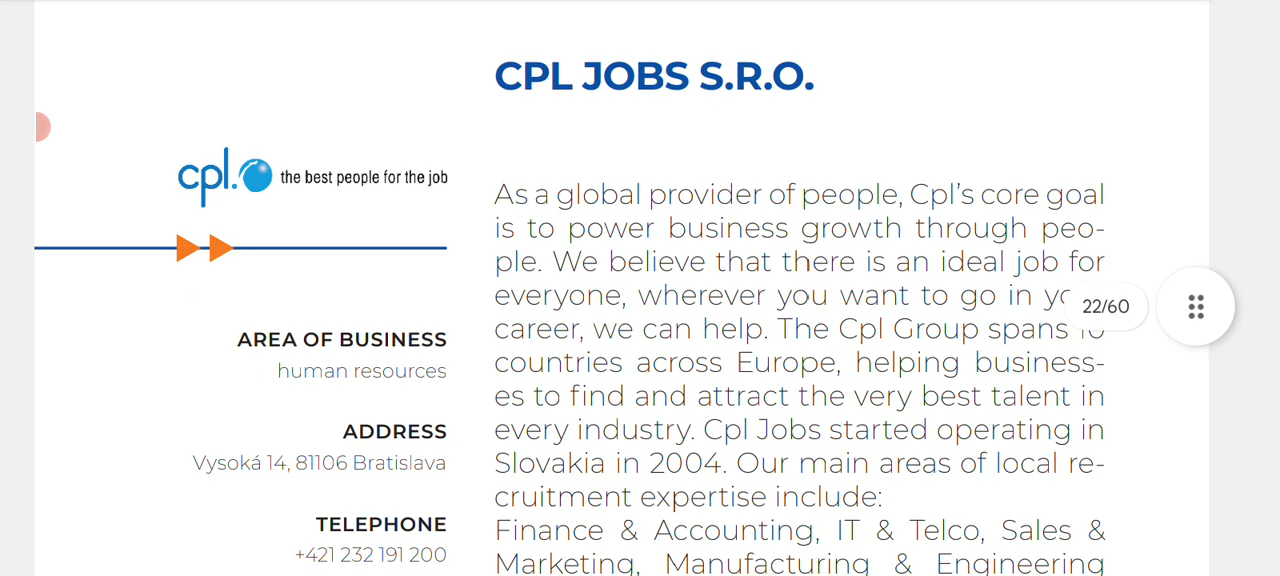 CPL JOBS S.R.O.
cpl. the best people for the job
AREA OF BUSINESS
human resources
ADDRESS
Vysoká 14, 81106 Bratislava
TELEPHONE
+421 232 191 200
As a global provider of people, Cpl's core goal
is to power business growth through peo-
ple. We believe that there is an ideal job for
everyone, wherever you want to go in
career, we can help. The Cpl Group spans
countries across Europe, helping business-
es to find and attract the very best talent in
every industry. Cpl Jobs started operating in
Slovakia in 2004. Our main areas of local re-
cruitment expertise include:
Finance & Accounting, IT & Telco, Sales &
Marketing, Manufacturing & Engineering
22/60